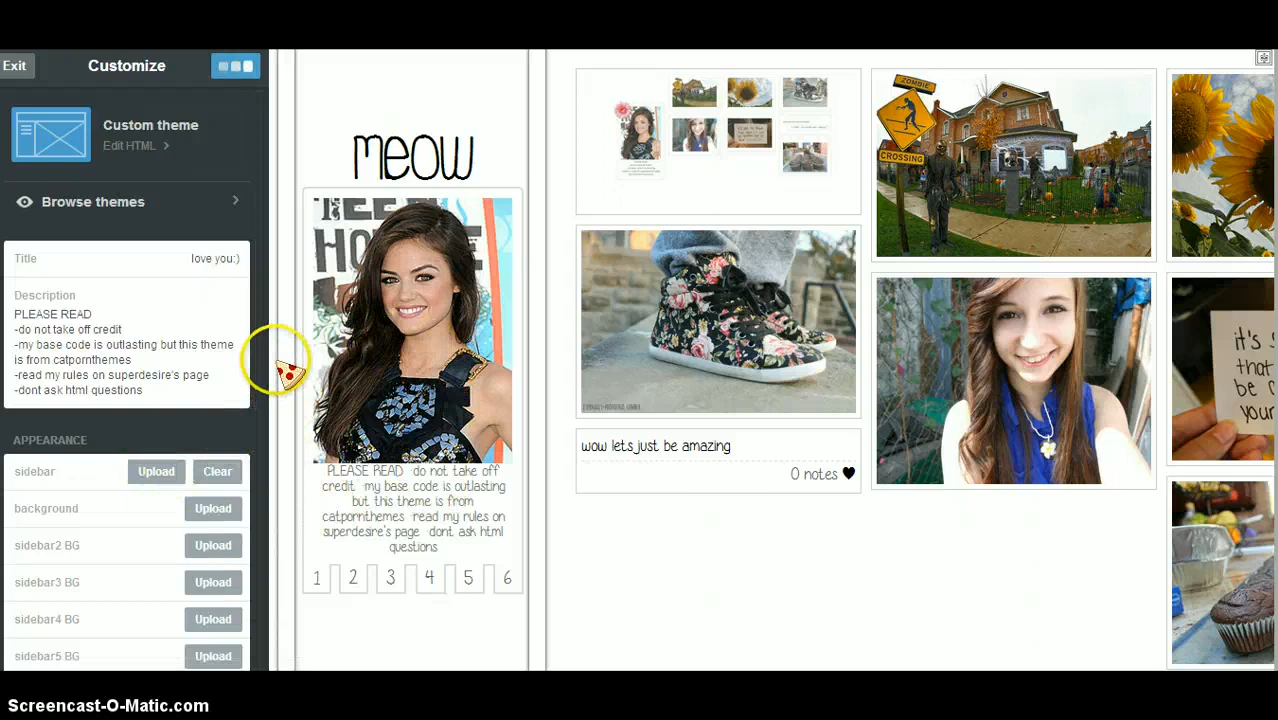 Exit
Customize
Custom theme
Edit HTML
Browse themes
Title
love you:)
Description
PLEASE READ
-do not take off credit
-my base code is outlasting but this theme
is from catpornthemes
-read my rules on superdesire's page
-dont ask html questions
APPEARANCE
sidebar
Upload
Clear
background
Upload
sidebar2 BG
Upload
sidebar3 BG
Upload
sidebar4 BG
Upload
sidebar5 BG
Upload
meow
PLEASE READ do not take off
credit my base code is outlasting
but this theme is from
catpornthemes read my rules on
superdesire's page dont ask html
questions
1 2 3 4 5 6
wow lets just be amazing
0 notes
ZOMBIE
CROSSING
it's
that
be
your
Screencast-O-Matic.com